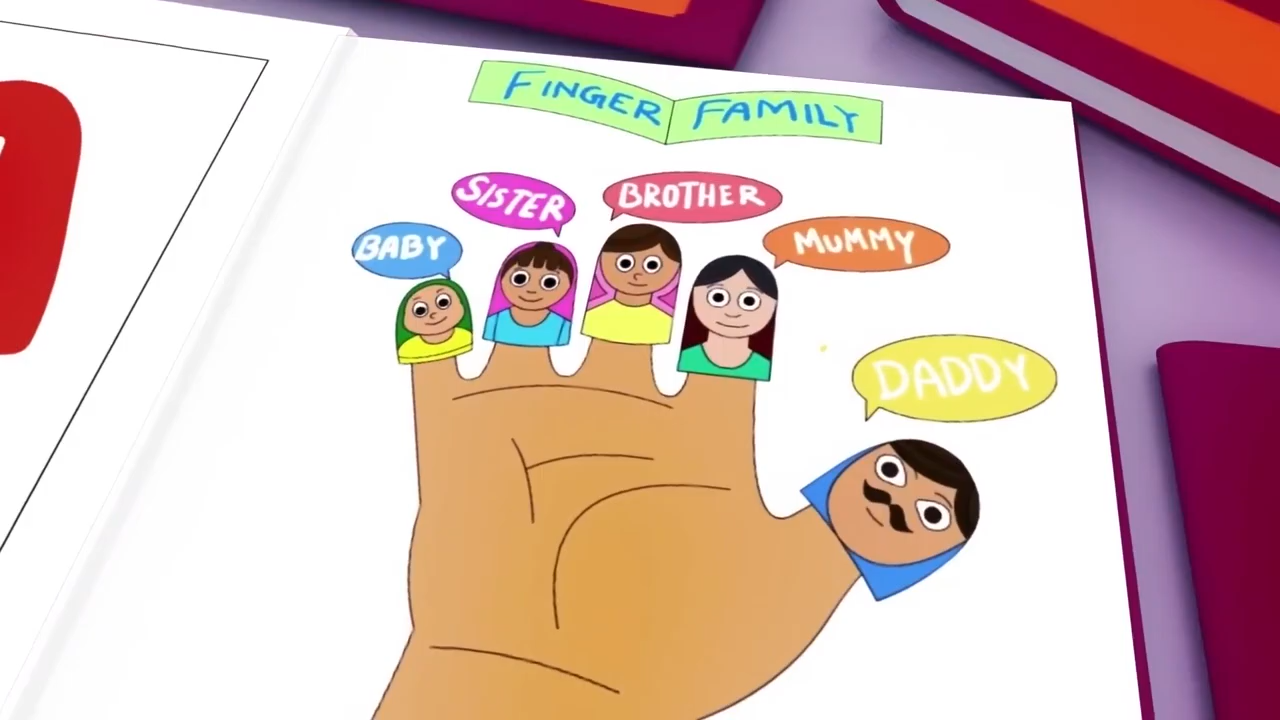 FINGER FAMILY
SISTER
BROTHER
BABY
MUMMY
DADDY